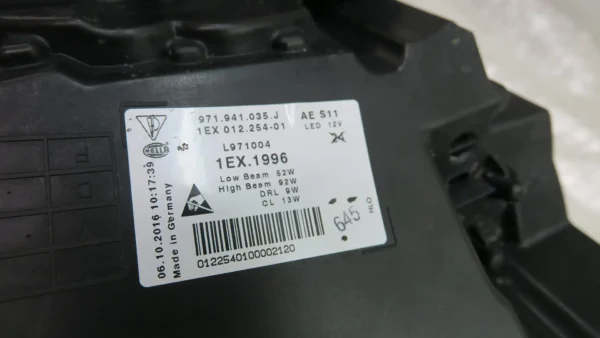 971.941.035.J AE S11
1EX 012.254-01 LED 12V
HELLA
L971004
1EX.1996
Low Beam 52W
High Beam 92W
DRL 9W
CL 13W
645
0122540100002120
06.10.2016 10:17:39
Made in Germany